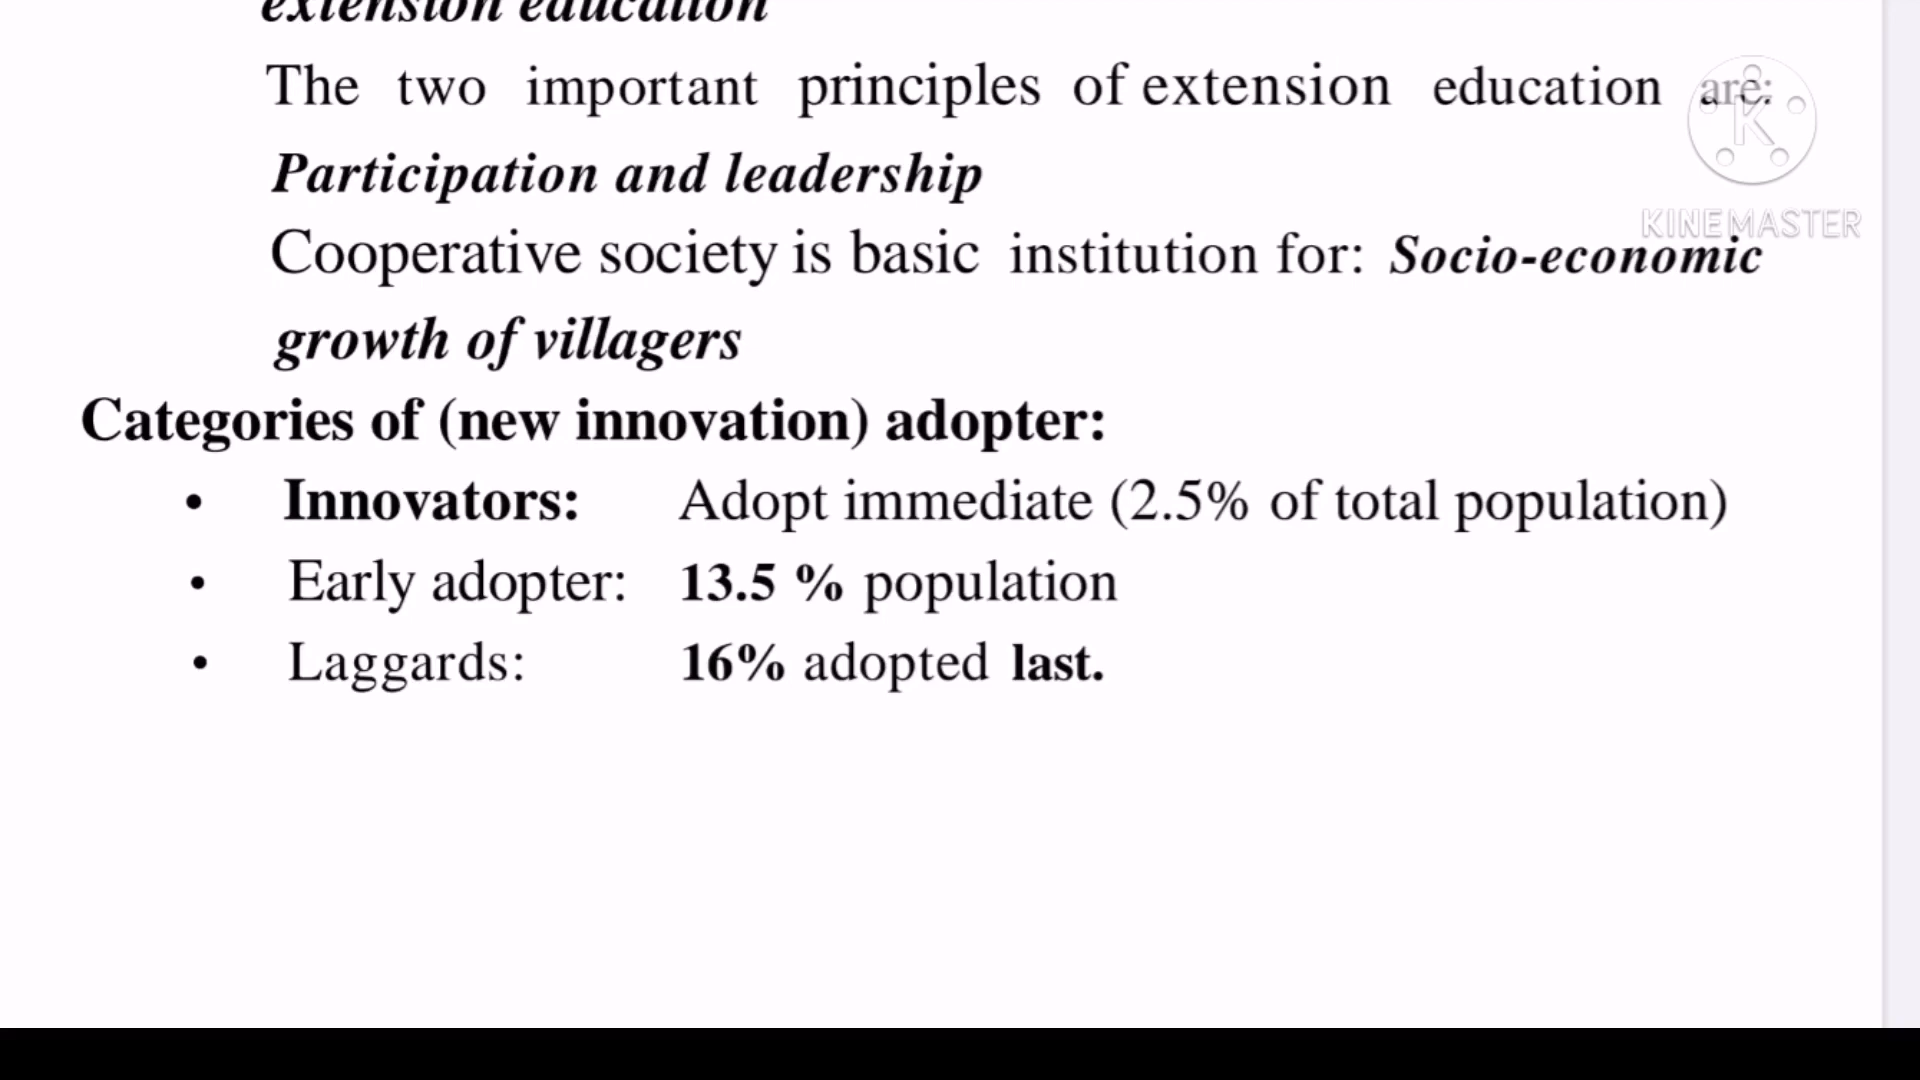 extension education
The two important principles of extension education are:
Participation and leadership
Cooperative society is basic institution for: Socio-economic
growth of villagers
Categories of (new innovation) adopter:
• Innovators: Adopt immediate (2.5% of total population)
• Early adopter: 13.5 % population
• Laggards: 16% adopted last.
K
KINEMASTER